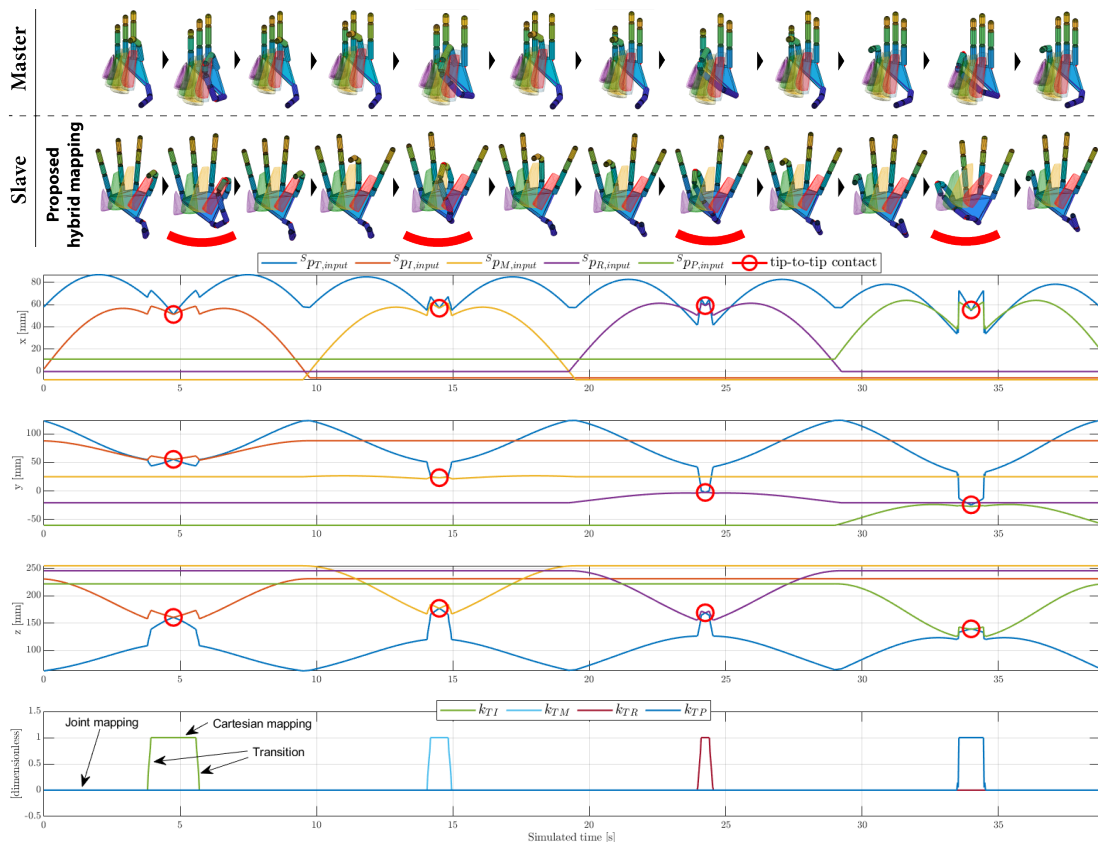 Master
Slave
Proposed
hybrid mapping
Sp_T,input Sp_I,input Sp_M,input Sp_R,input Sp_P,input tip-to-tip contact
80
60
40
20
0
x [mm]
0 5 10 15 20 25 30 35
100
50
0
-50
y [mm]
0 5 10 15 20 25 30 35
250
200
150
100
z [mm]
0 5 10 15 20 25 30 35
k_TI k_TM k_TR k_TP
1.5
1
0.5
0
-0.5
[dimensionless]
Joint mapping
Cartesian mapping
Transition
0 5 10 15 20 25 30 35
Simulated time [s]